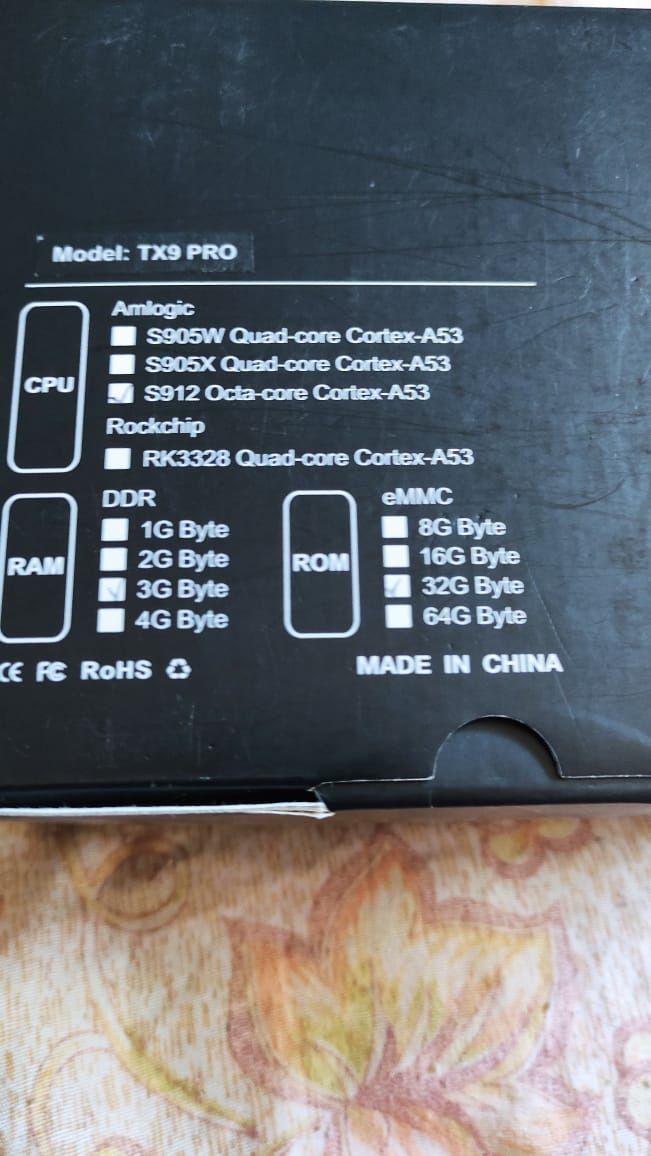 Model: TX9 PRO
Amlogic
S905W Quad-core Cortex-A53
S905X Quad-core Cortex-A53
CPU
S912 Octa-core Cortex-A53
Rockchip
RK3328 Quad-core Cortex-A53
DDR
1G Byte
2G Byte
RAM
3G Byte
4G Byte
eMMC
8G Byte
16G Byte
ROM
32G Byte
64G Byte
CE FC RoHS
MADE IN CHINA